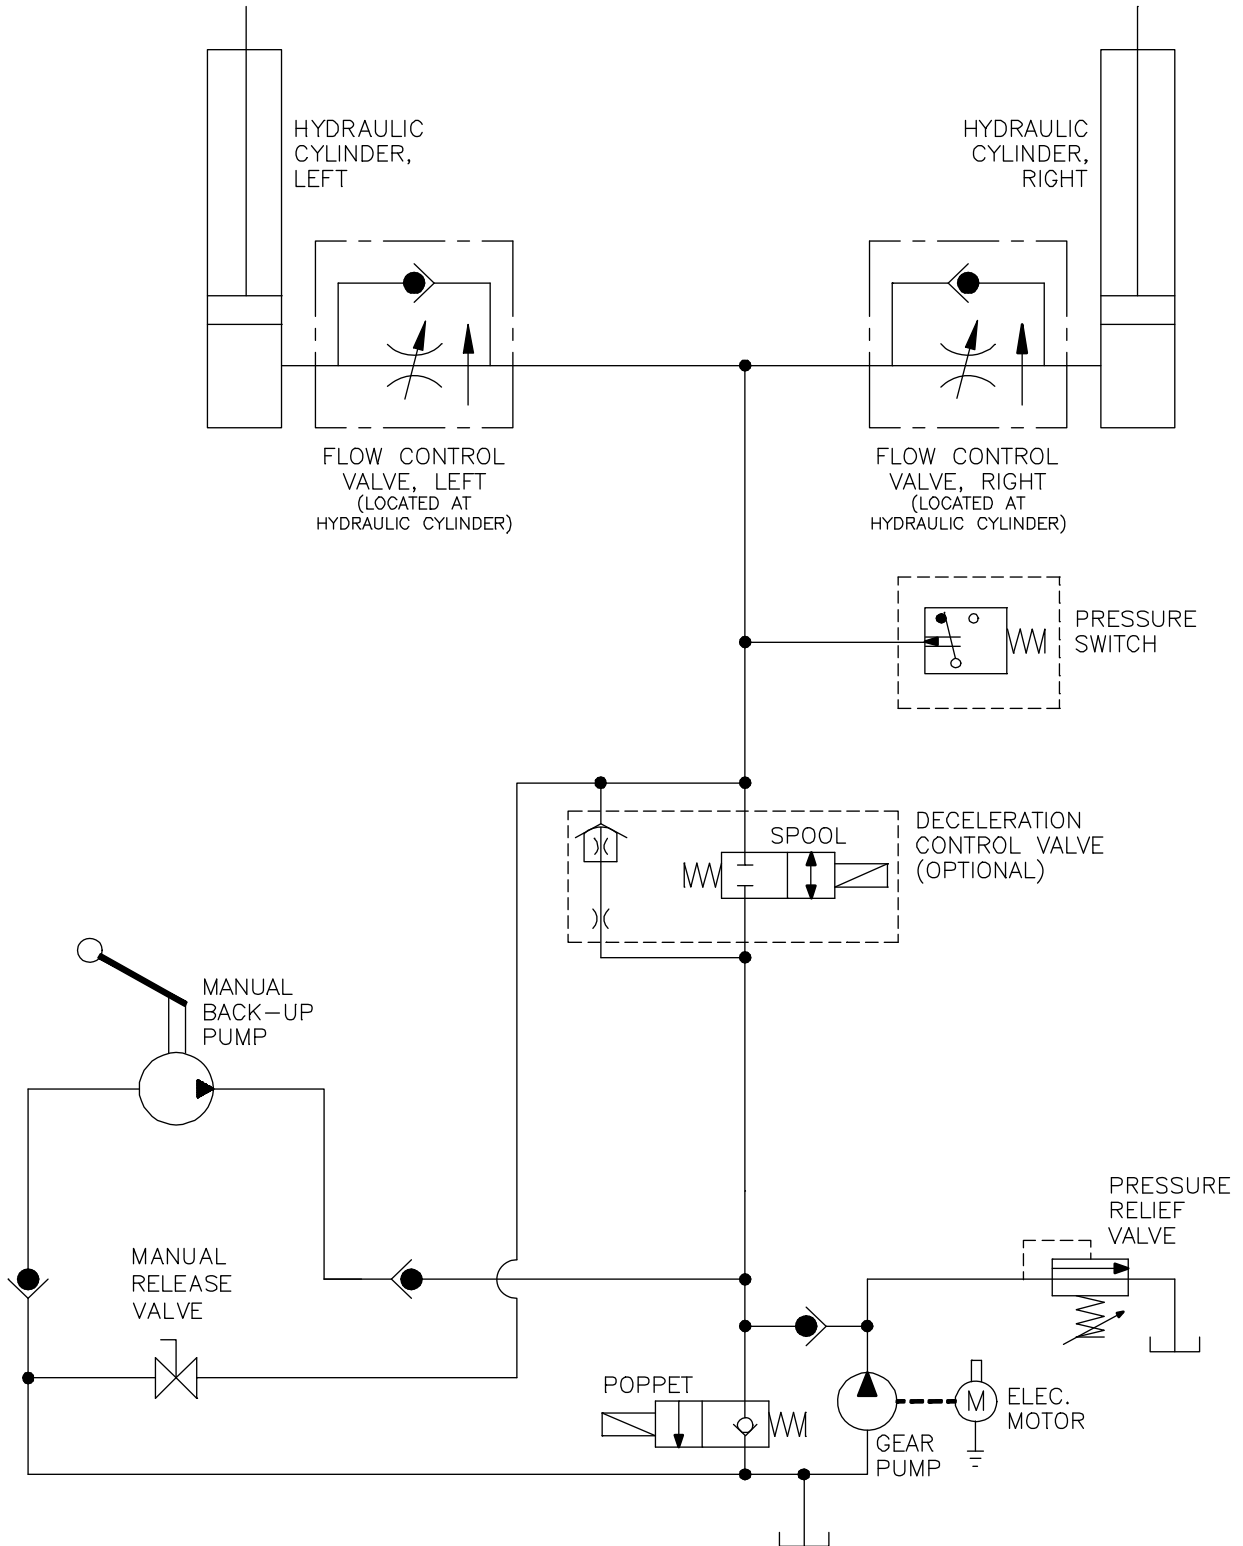 HYDRAULIC
CYLINDER,
LEFT
HYDRAULIC
CYLINDER,
RIGHT
FLOW CONTROL
VALVE, LEFT
(LOCATED AT
HYDRAULIC CYLINDER)
FLOW CONTROL
VALVE, RIGHT
(LOCATED AT
HYDRAULIC CYLINDER)
PRESSURE
SWITCH
SPOOL
DECELERATION
CONTROL VALVE
(OPTIONAL)
MANUAL
BACK-UP
PUMP
PRESSURE
RELIEF
VALVE
MANUAL
RELEASE
VALVE
POPPET
M
ELEC.
MOTOR
GEAR
PUMP